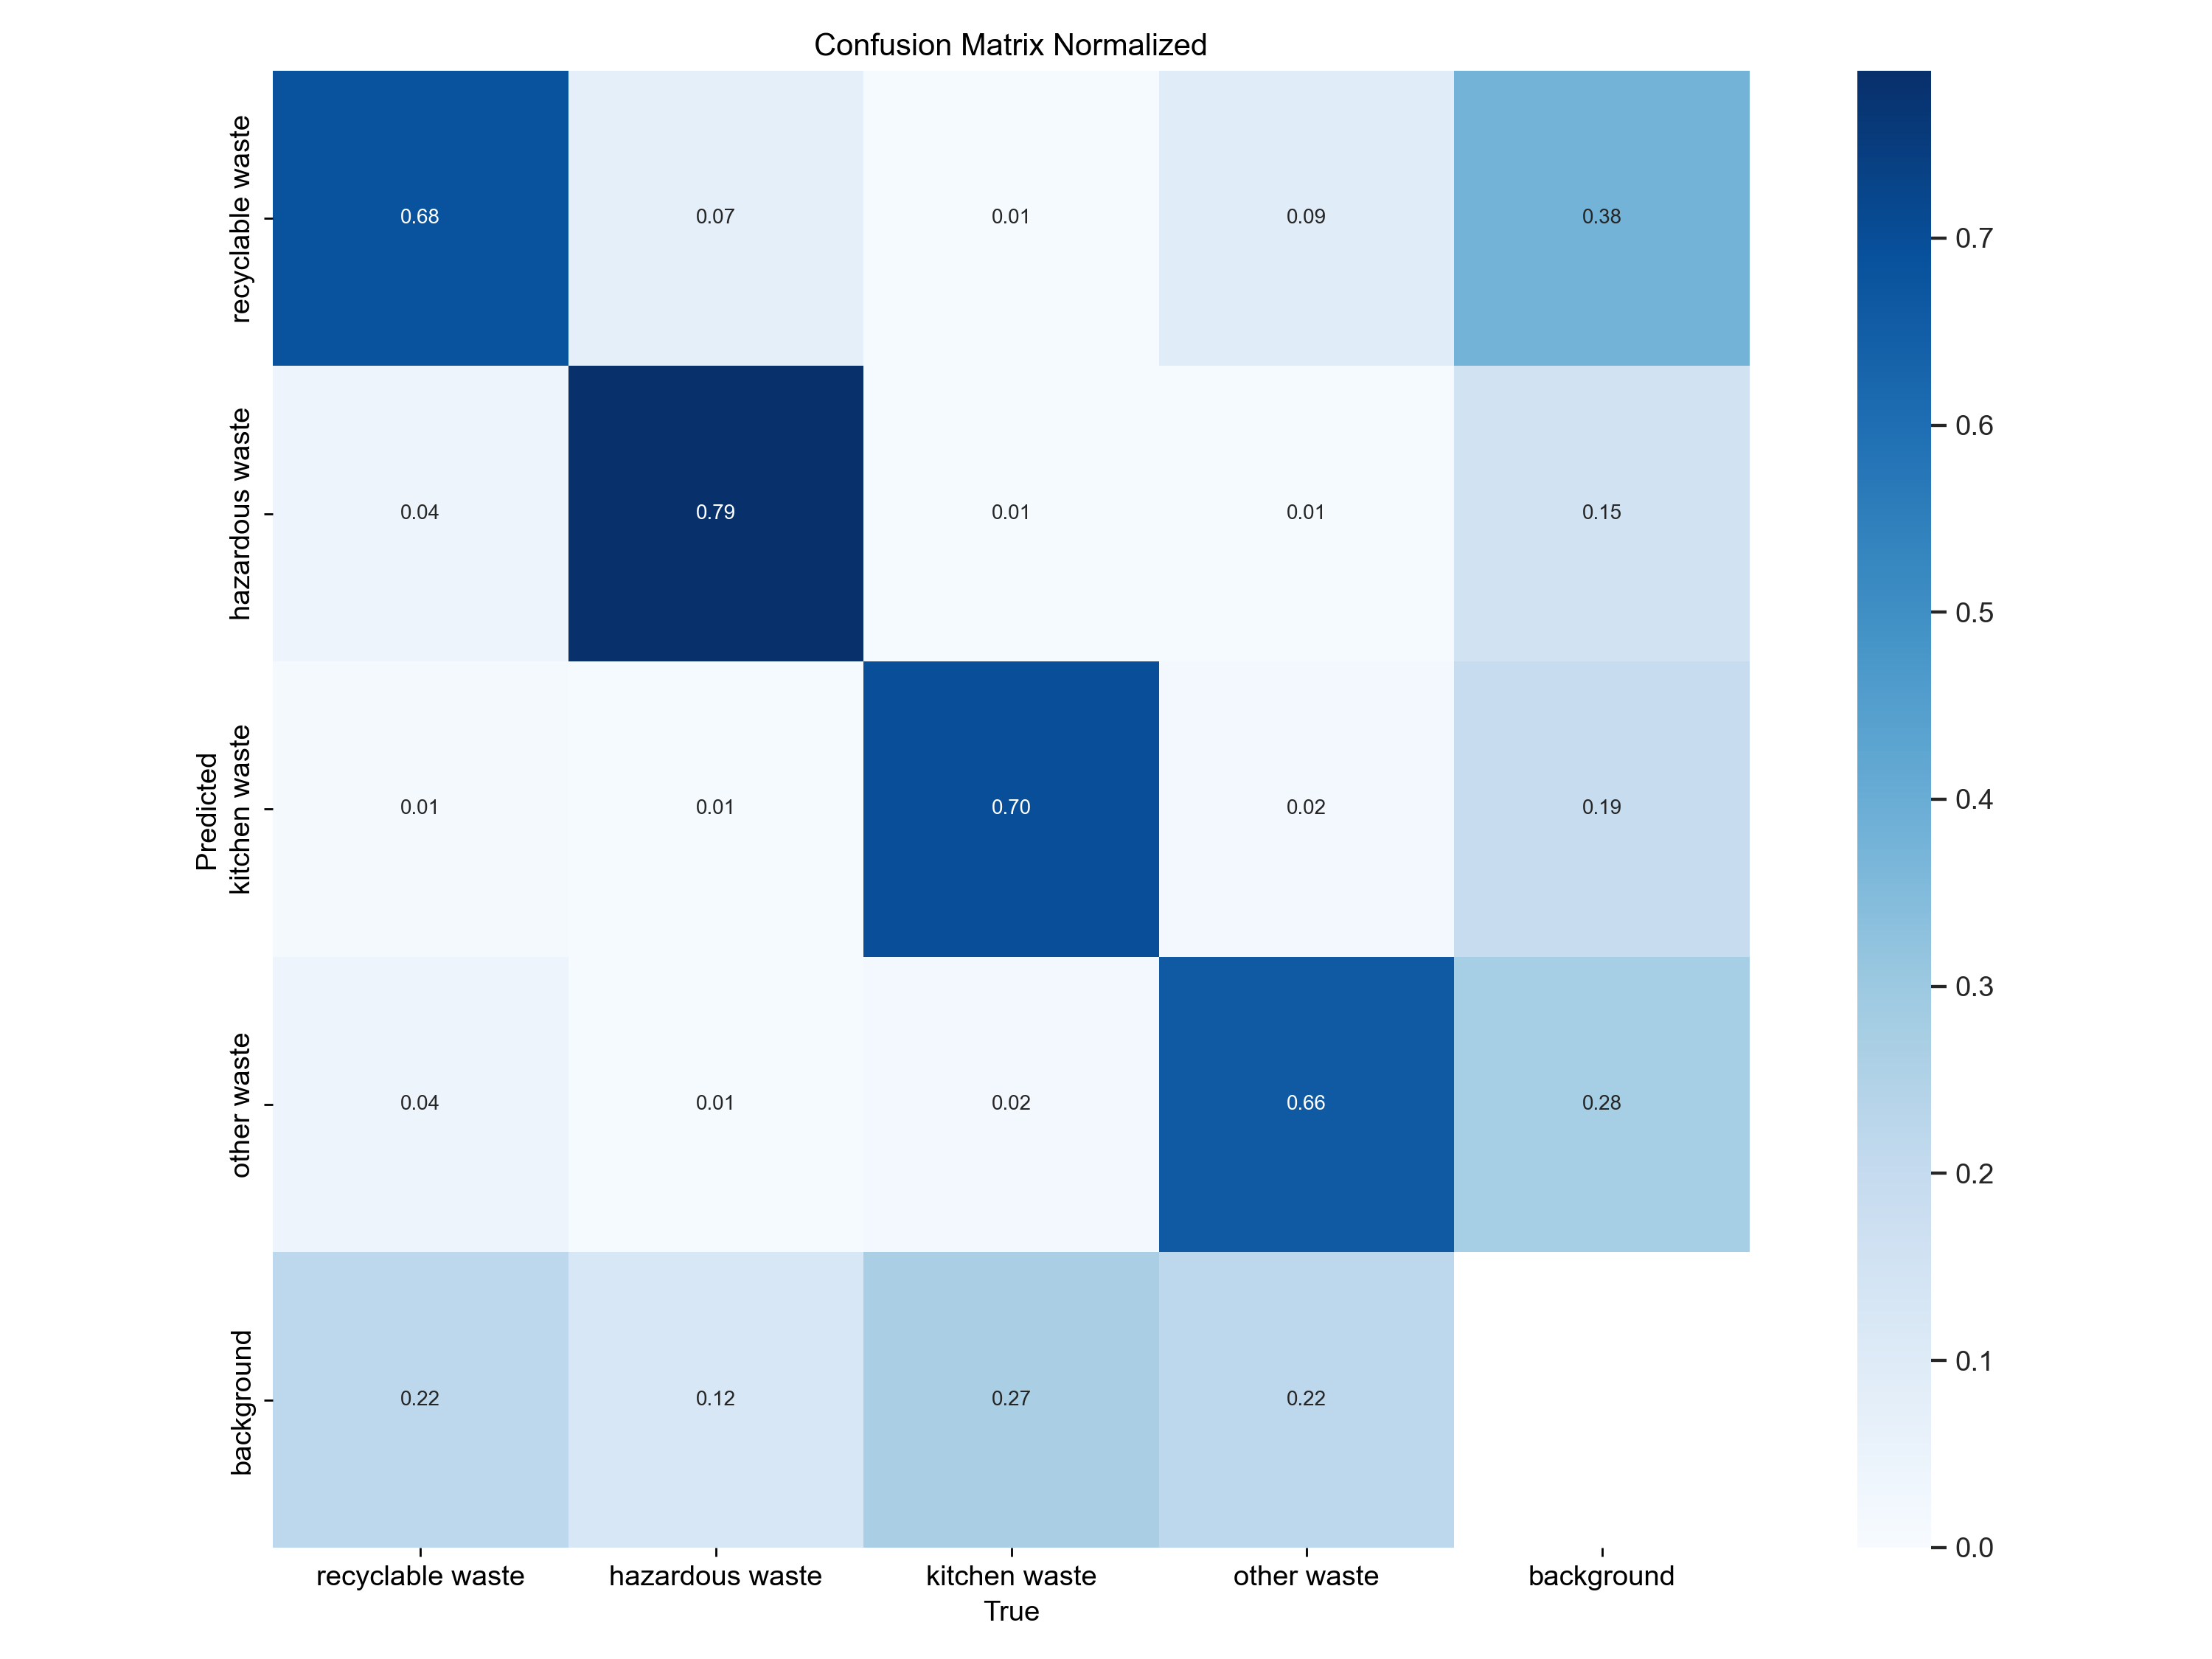 Confusion Matrix Normalized
Predicted
recyclable waste
0.68 0.07 0.01 0.09 0.38
hazardous waste
0.04 0.79 0.01 0.01 0.15
kitchen waste
0.01 0.01 0.70 0.02 0.19
other waste
0.04 0.01 0.02 0.66 0.28
background
0.22 0.12 0.27 0.22
recyclable waste hazardous waste kitchen waste other waste background
True
0.7
0.6
0.5
0.4
0.3
0.2
0.1
0.0